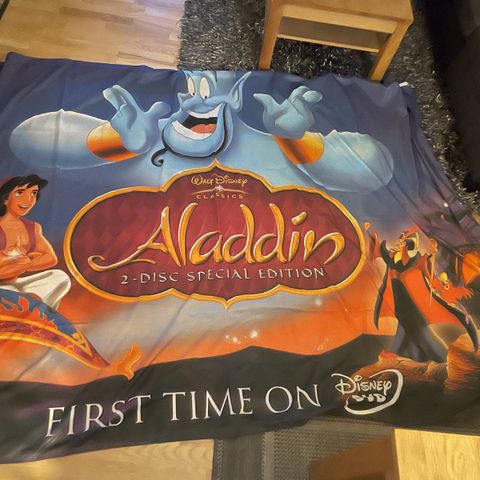 Walt Disney
CLASSICS
Aladdin
2-DISC SPECIAL EDITION
FIRST TIME ON Disney DVD